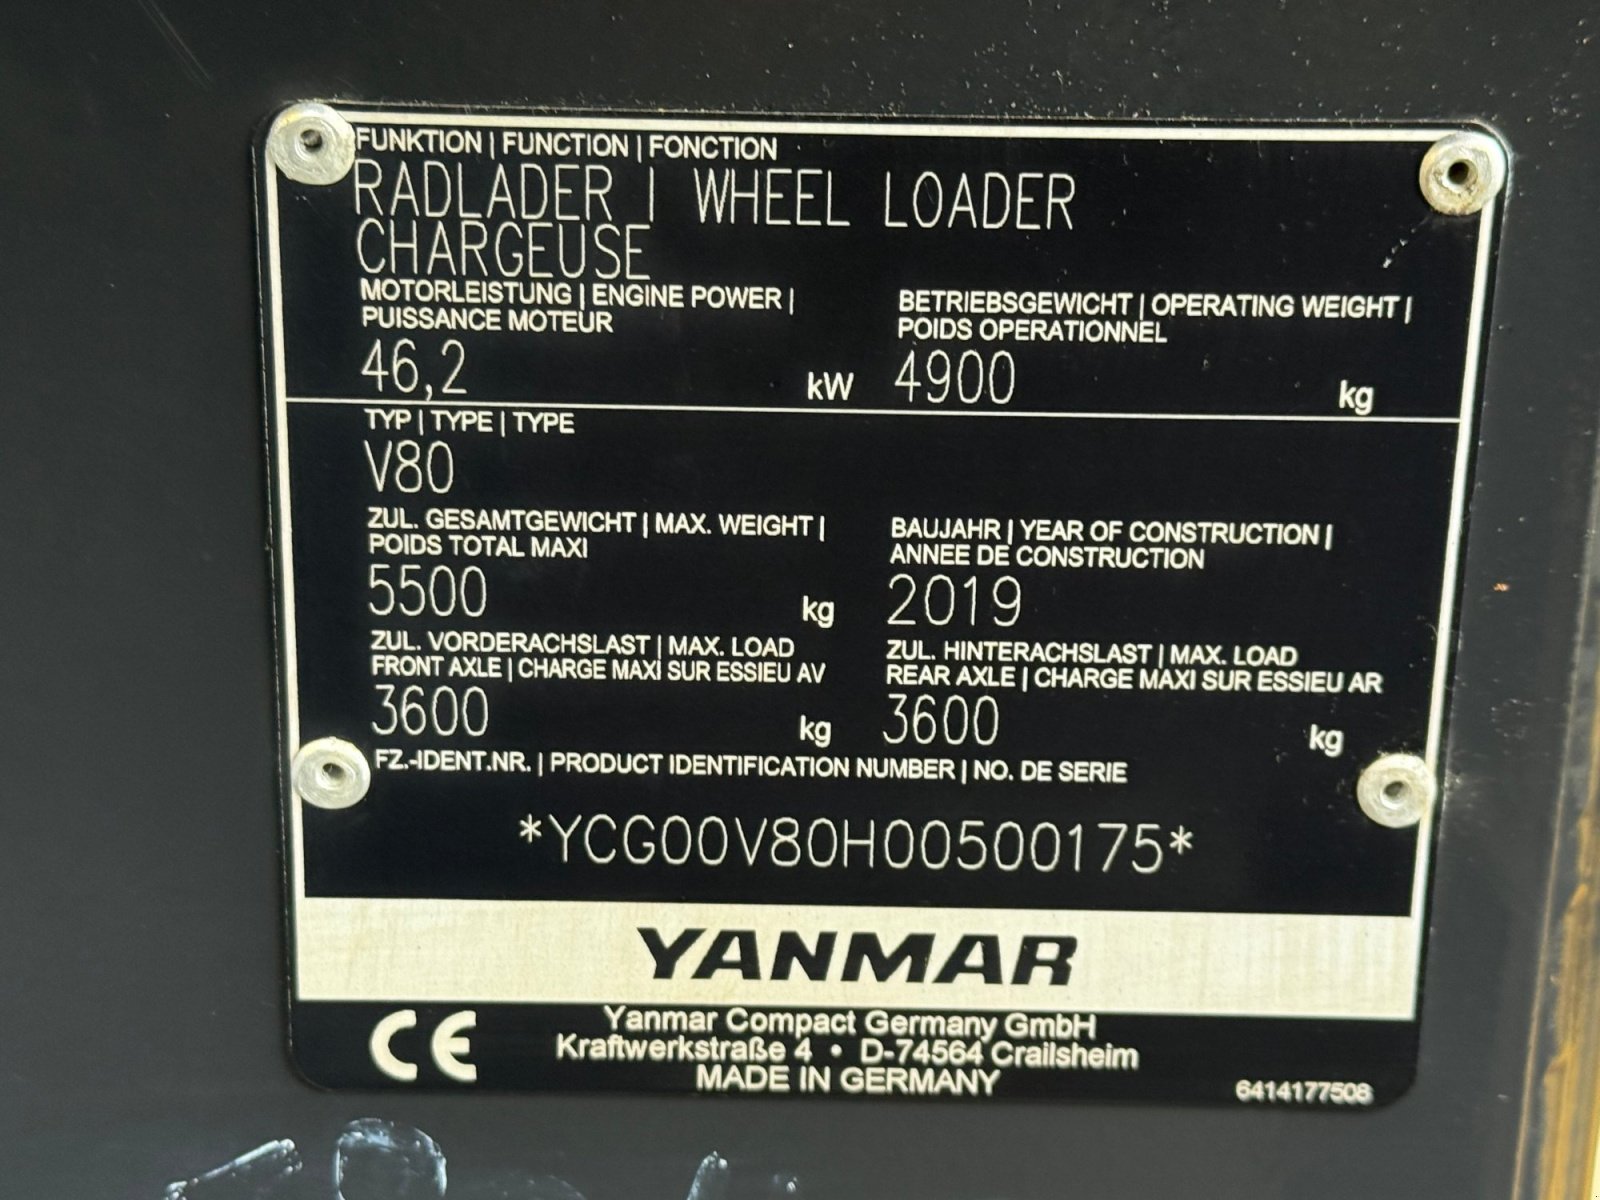 FUNKTION | FUNCTION | FONCTION
RADLADER | WHEEL LOADER
CHARGEUSE
MOTORLEISTUNG | ENGINE POWER |
PUISSANCE MOTEUR
46,2 kW
BETRIEBSGEWICHT | OPERATING WEIGHT |
POIDS OPERATIONNEL
4900 kg
TYP | TYPE | TYPE
V80
ZUL. GESAMTGEWICHT | MAX. WEIGHT |
POIDS TOTAL MAXI
5500 kg
BAUJAHR | YEAR OF CONSTRUCTION |
ANNEE DE CONSTRUCTION
2019
ZUL. VORDERACHSLAST | MAX. LOAD
FRONT AXLE | CHARGE MAXI SUR ESSIEU AV
3600 kg
ZUL. HINTERACHSLAST | MAX. LOAD
REAR AXLE | CHARGE MAXI SUR ESSIEU AR
3600 kg
FZ.-IDENT.NR. | PRODUCT IDENTIFICATION NUMBER | NO. DE SERIE
*YCG00V80H00500175*
YANMAR
CE
Yanmar Compact Germany GmbH
Kraftwerkstraße 4 • D-74564 Crailsheim
MADE IN GERMANY
6414177508